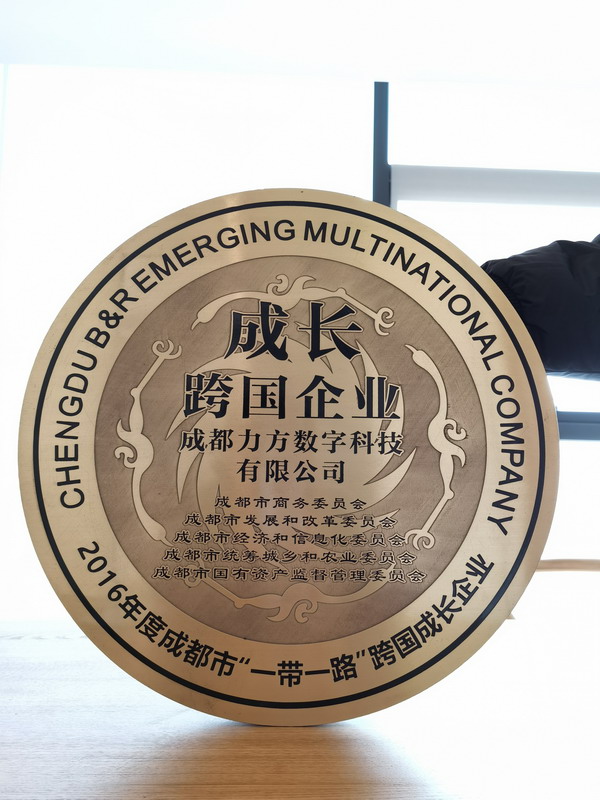 CHENGDU B&R EMERGING MULTINATIONAL COMPANY
成长
跨国企业
成都力方数字科技
有限公司
成都市商务委员会
成都市发展和改革委员会
成都市经济和信息化委员会
成都市统筹城乡和农业委员会
成都市国有资产监督管理委员会
2016年度成都市“一带一路”跨国成长企业